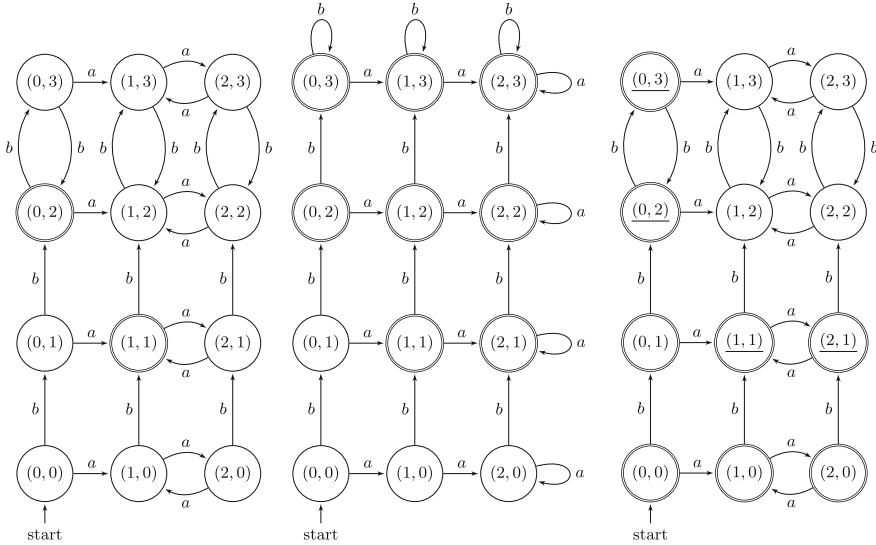 b b b
a a a a a a
(0, 3) (1, 3) (2, 3) (0, 3) (1, 3) (2, 3) a (0, 3) (1, 3) (2, 3)
a a
b b b b b b b b b b b b b b b
a a
(0, 2) a (1, 2) (2, 2) (0, 2) a (1, 2) a (2, 2) a (0, 2) a (1, 2) (2, 2)
a a
b b b b b b b b b
a a
(0, 1) a (1, 1) (2, 1) (0, 1) a (1, 1) a (2, 1) a (0, 1) a (1, 1) (2, 1)
a a
b b b b b b b b b
a a
(0, 0) a (1, 0) (2, 0) (0, 0) a (1, 0) a (2, 0) a (0, 0) a (1, 0) (2, 0)
a a
start start start